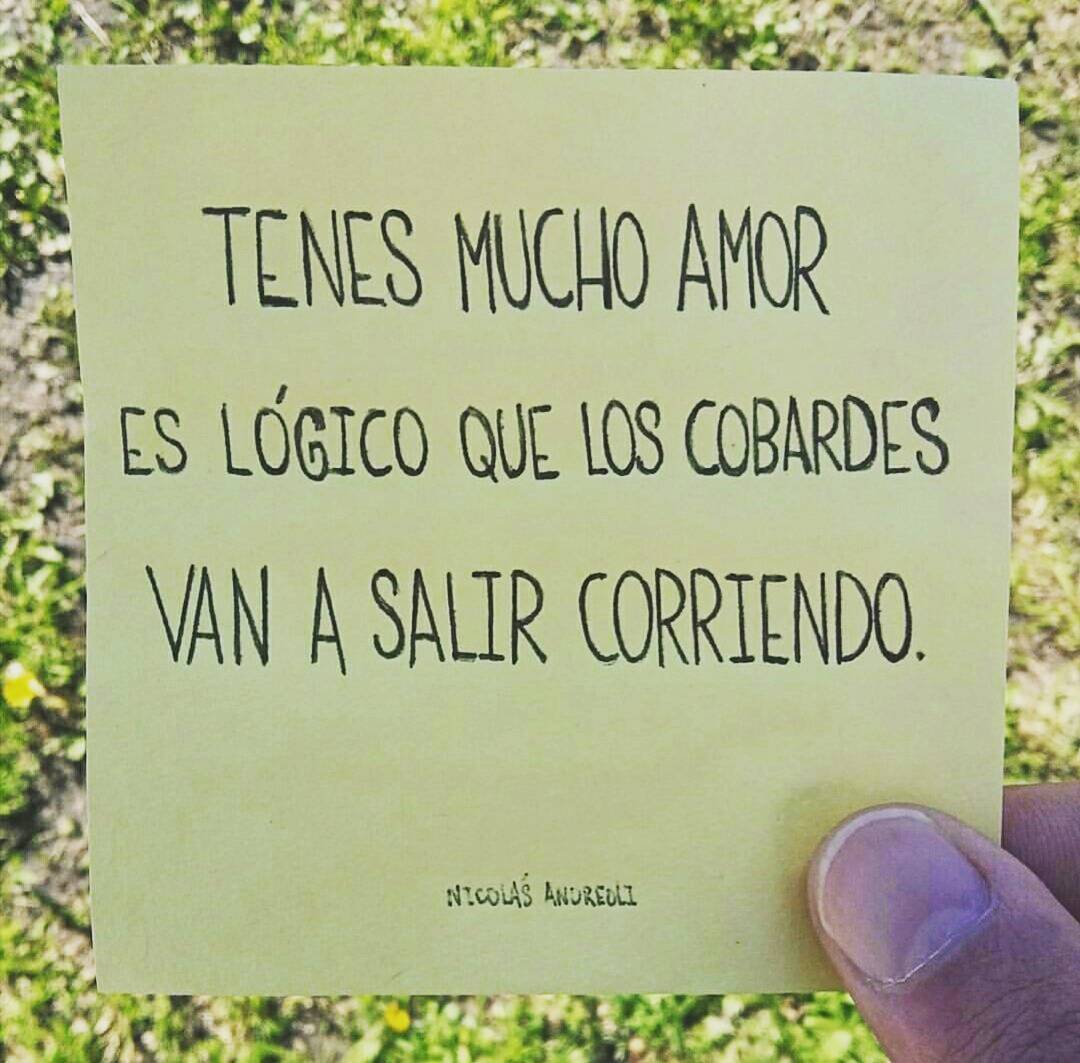 TENES MUCHO AMOR
ES LÓGICO QUE LOS COBARDES
VAN A SALIR CORRIENDO.
NICOLÁS ANDREOLI